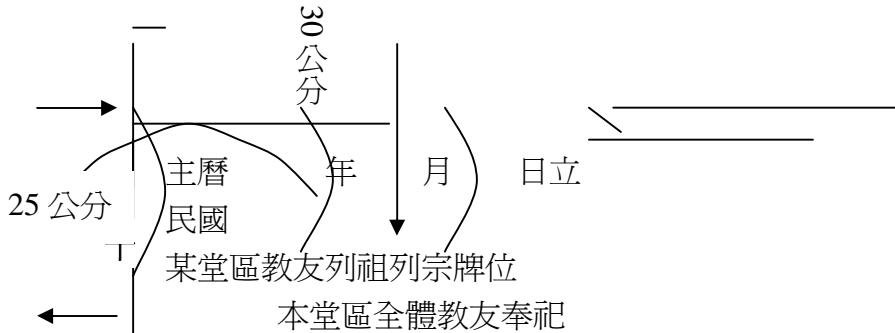 30公分
主曆 年 月 日立
25公分
民國
某堂區教友列祖列宗牌位
本堂區全體教友奉祀